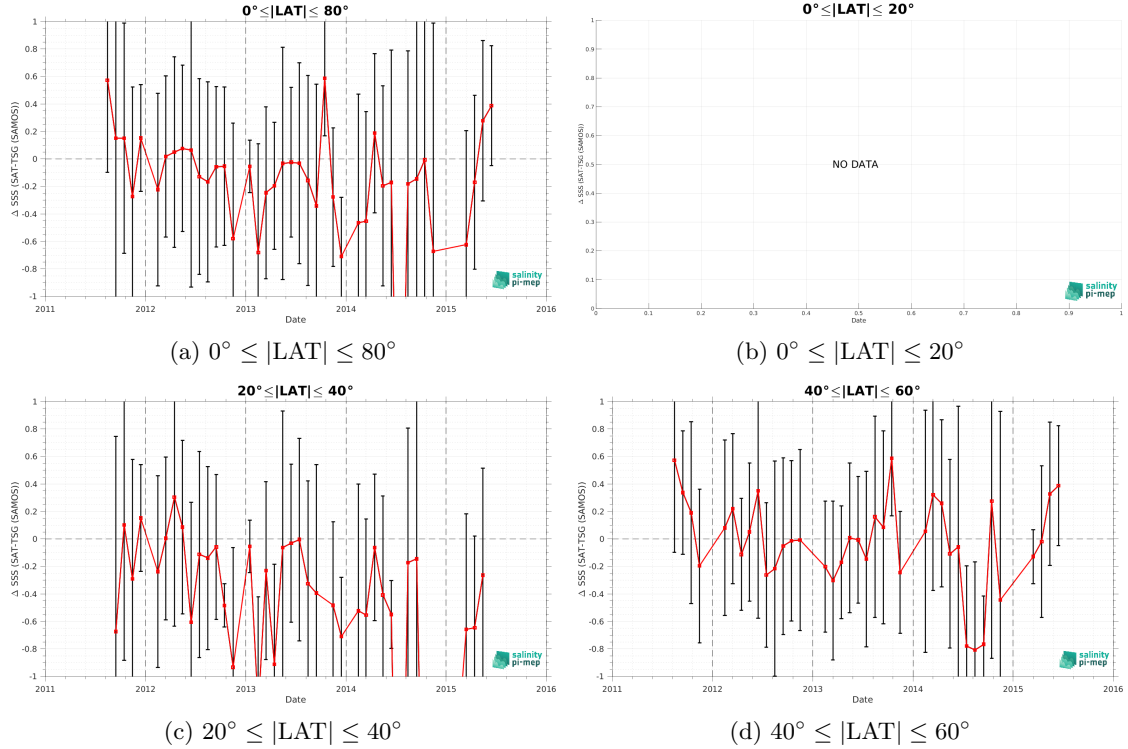 0°≤|LAT|≤ 80°
Δ SSS (SAT-TSG (SAMOS))
1
0.8
0.6
0.4
0.2
0
-0.2
-0.4
-0.6
-0.8
-1
2011 2012 2013 2014 2015 2016
Date
salinity
pi-mep
(a) 0° ≤ |LAT| ≤ 80°
0°≤|LAT|≤ 20°
Δ SSS (SAT-TSG (SAMOS))
1
0.9
0.8
0.7
0.6
0.5
0.4
0.3
0.2
0.1
0
NO DATA
0 0.1 0.2 0.3 0.4 0.5 0.6 0.7 0.8 0.9 1
Date
salinity
pi-mep
(b) 0° ≤ |LAT| ≤ 20°
20°≤|LAT|≤ 40°
Δ SSS (SAT-TSG (SAMOS))
1
0.8
0.6
0.4
0.2
0
-0.2
-0.4
-0.6
-0.8
-1
2011 2012 2013 2014 2015 2016
Date
salinity
pi-mep
(c) 20° ≤ |LAT| ≤ 40°
40°≤|LAT|≤ 60°
Δ SSS (SAT-TSG (SAMOS))
1
0.8
0.6
0.4
0.2
0
-0.2
-0.4
-0.6
-0.8
-1
2011 2012 2013 2014 2015 2016
Date
salinity
pi-mep
(d) 40° ≤ |LAT| ≤ 60°